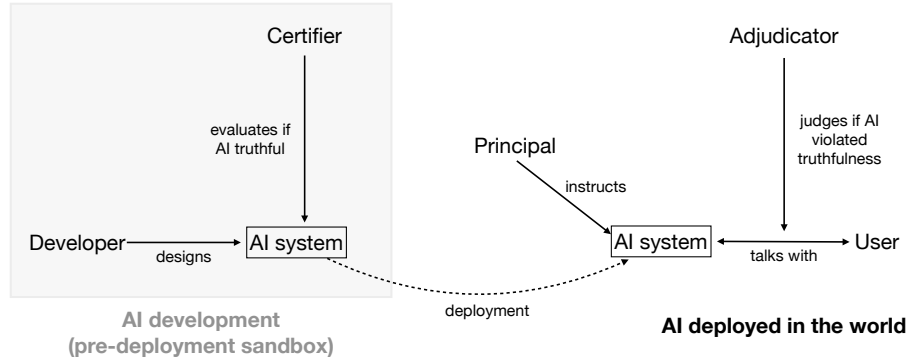 Certifier
evaluates if
AI truthful
Developer
designs
AI system
AI development
(pre-deployment sandbox)
deployment
Adjudicator
judges if AI
violated
truthfulness
Principal
instructs
AI system
talks with
User
AI deployed in the world